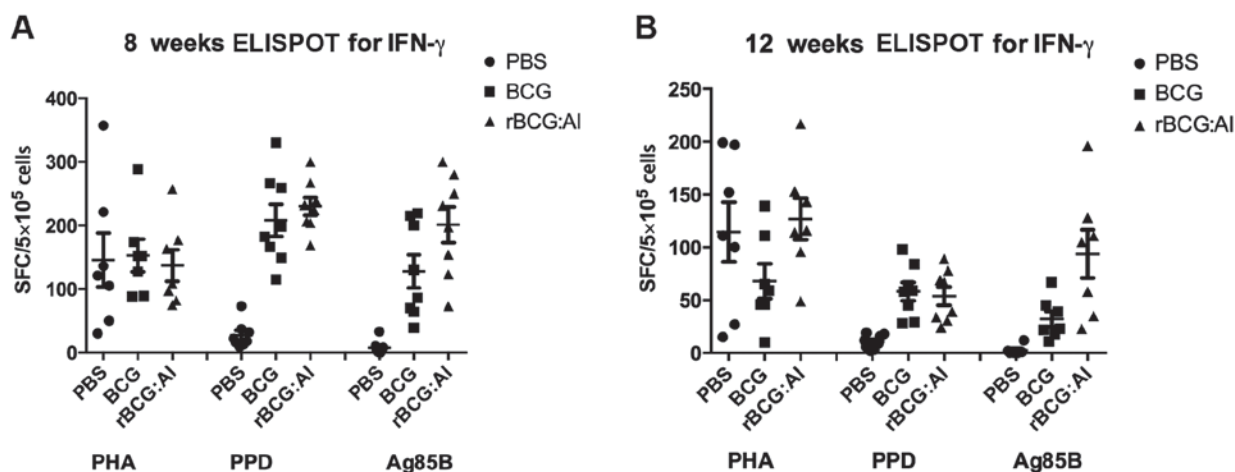 A
8 weeks ELISPOT for IFN-γ
PBS
BCG
rBCG:AI
SFC/5×10⁵ cells
400
300
200
100
0
PBS BCG rBCG:AI PBS BCG rBCG:AI PBS BCG rBCG:AI
PHA PPD Ag85B
B
12 weeks ELISPOT for IFN-γ
PBS
BCG
rBCG:AI
SFC/5×10⁵ cells
250
200
150
100
50
0
PBS BCG rBCG:AI PBS BCG rBCG:AI PBS BCG rBCG:AI
PHA PPD Ag85B